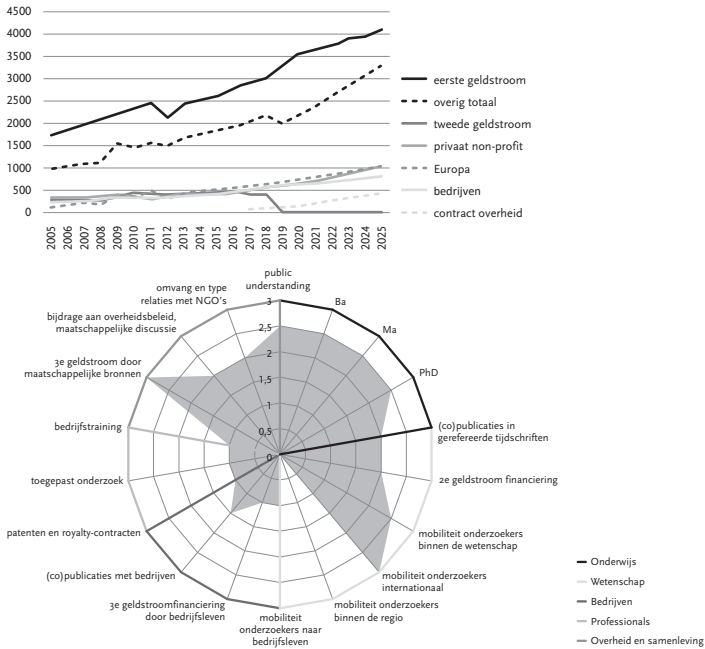 4500
4000
3500
3000
2500
2000
1500
1000
500
0
2005
2006
2007
2008
2009
2010
2011
2012
2013
2014
2015
2016
2017
2018
2019
2020
2021
2022
2023
2024
2025
eerste geldstroom
overig totaal
tweede geldstroom
privaat non-profit
Europa
bedrijven
contract overheid
public
understanding
Ba
Ma
PhD
(co)publicaties in
gerefereerde tijdschriften
2e geldstroom financiering
mobiliteit onderzoekers
binnen de wetenschap
mobiliteit onderzoekers
internationaal
mobiliteit onderzoekers
binnen de regio
mobiliteit
onderzoekers naar
bedrijfsleven
3e geldstroomfinanciering
door bedrijfsleven
(co)publicaties met bedrijven
patenten en royalty-contracten
toegepast onderzoek
bedrijfstraining
3e geldstroom door
maatschappelijke bronnen
bijdrage aan overheidsbeleid,
maatschappelijke discussie
omvang en type
relaties met NGO's
3
2,5
2
1,5
1
0,5
0
Onderwijs
Wetenschap
Bedrijven
Professionals
Overheid en samenleving